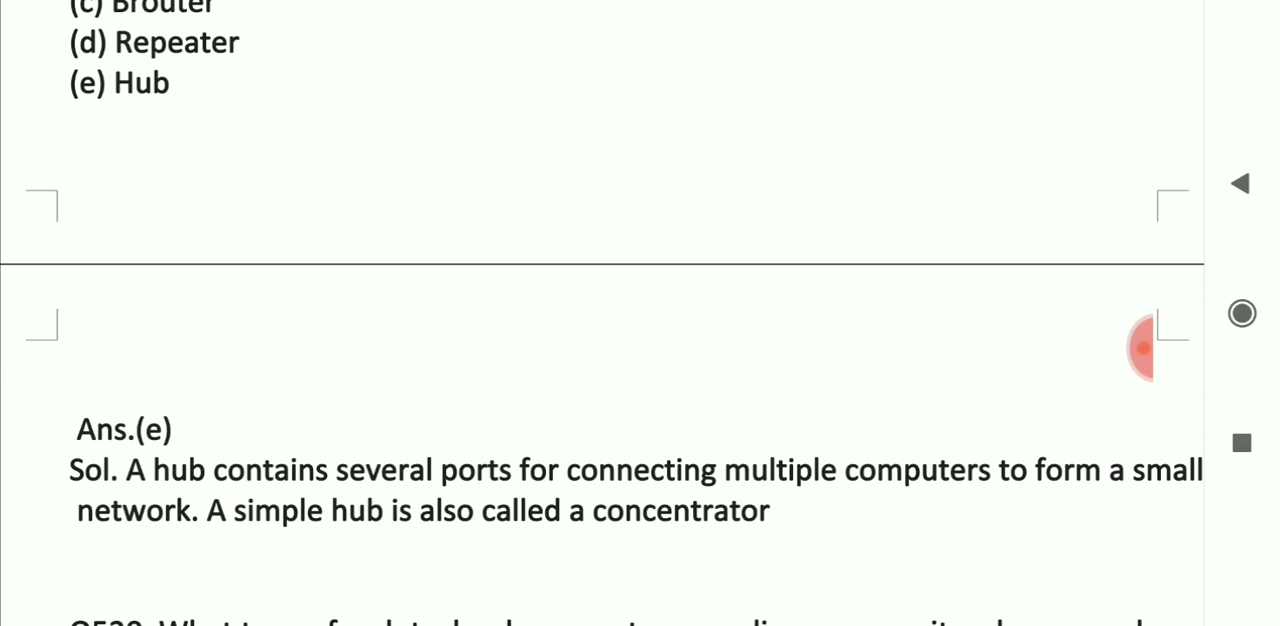 (c) Brouter
(d) Repeater
(e) Hub
Ans.(e)
Sol. A hub contains several ports for connecting multiple computers to form a small
network. A simple hub is also called a concentrator